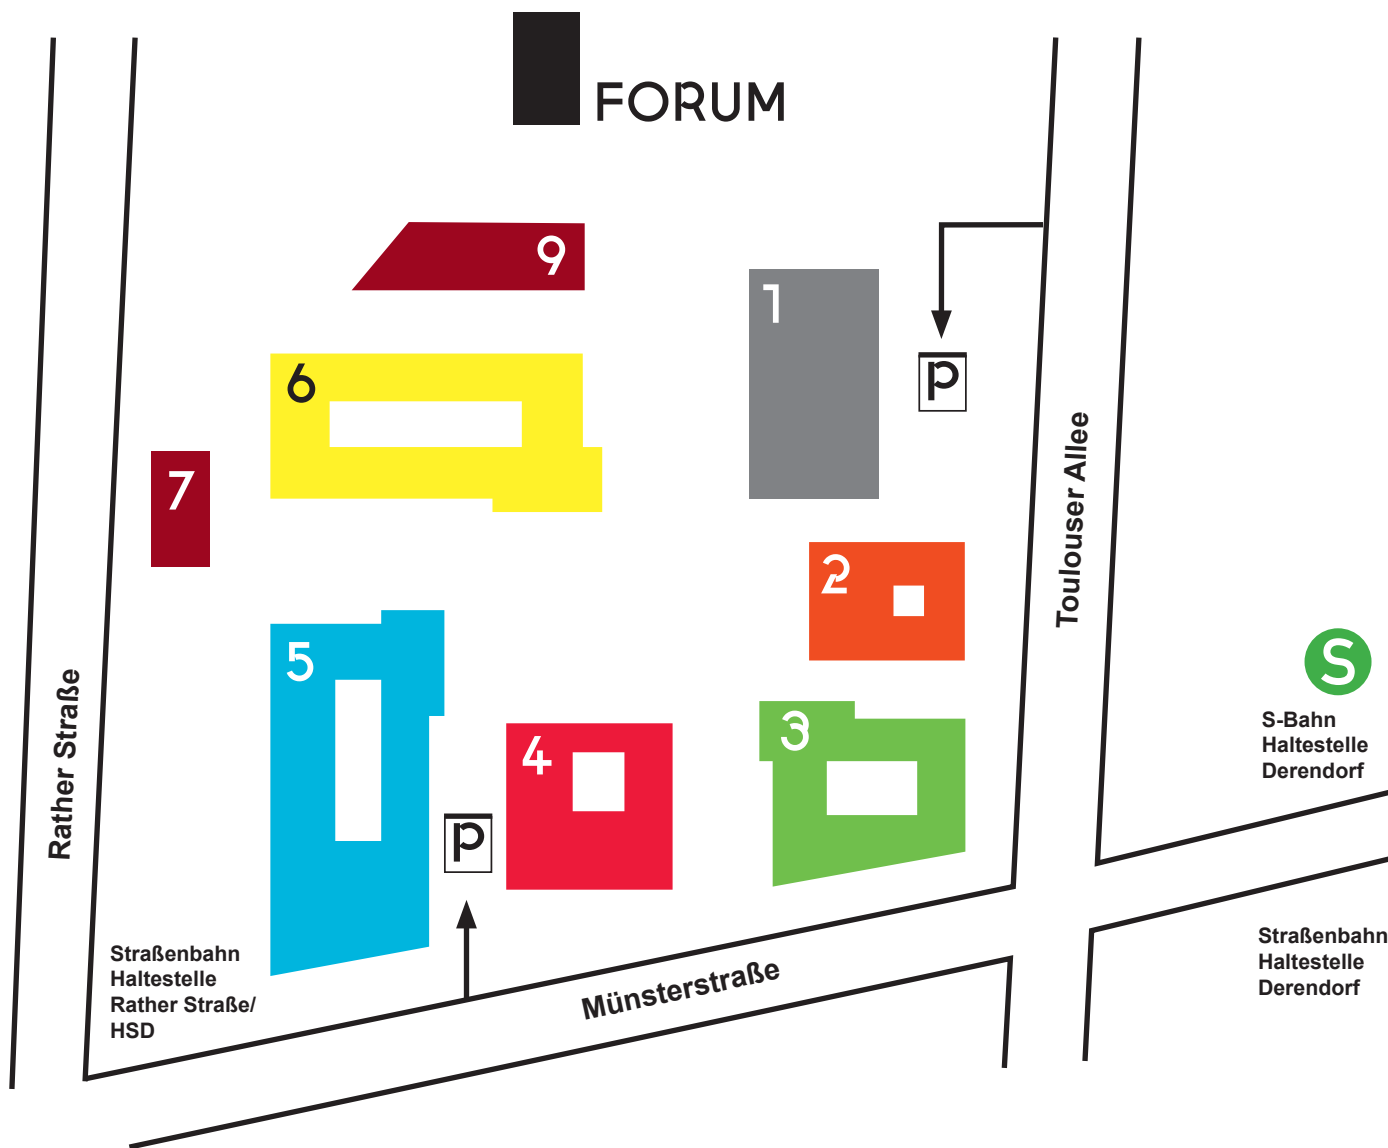 FORUM
9
1
6
P
7
Toulouser Allee
2
5
S
Rather Straße
3
4
S-Bahn
Haltestelle
Derendorf
P
Straßenbahn
Haltestelle
Rather Straße/
HSD
Münsterstraße
Straßenbahn
Haltestelle
Derendorf